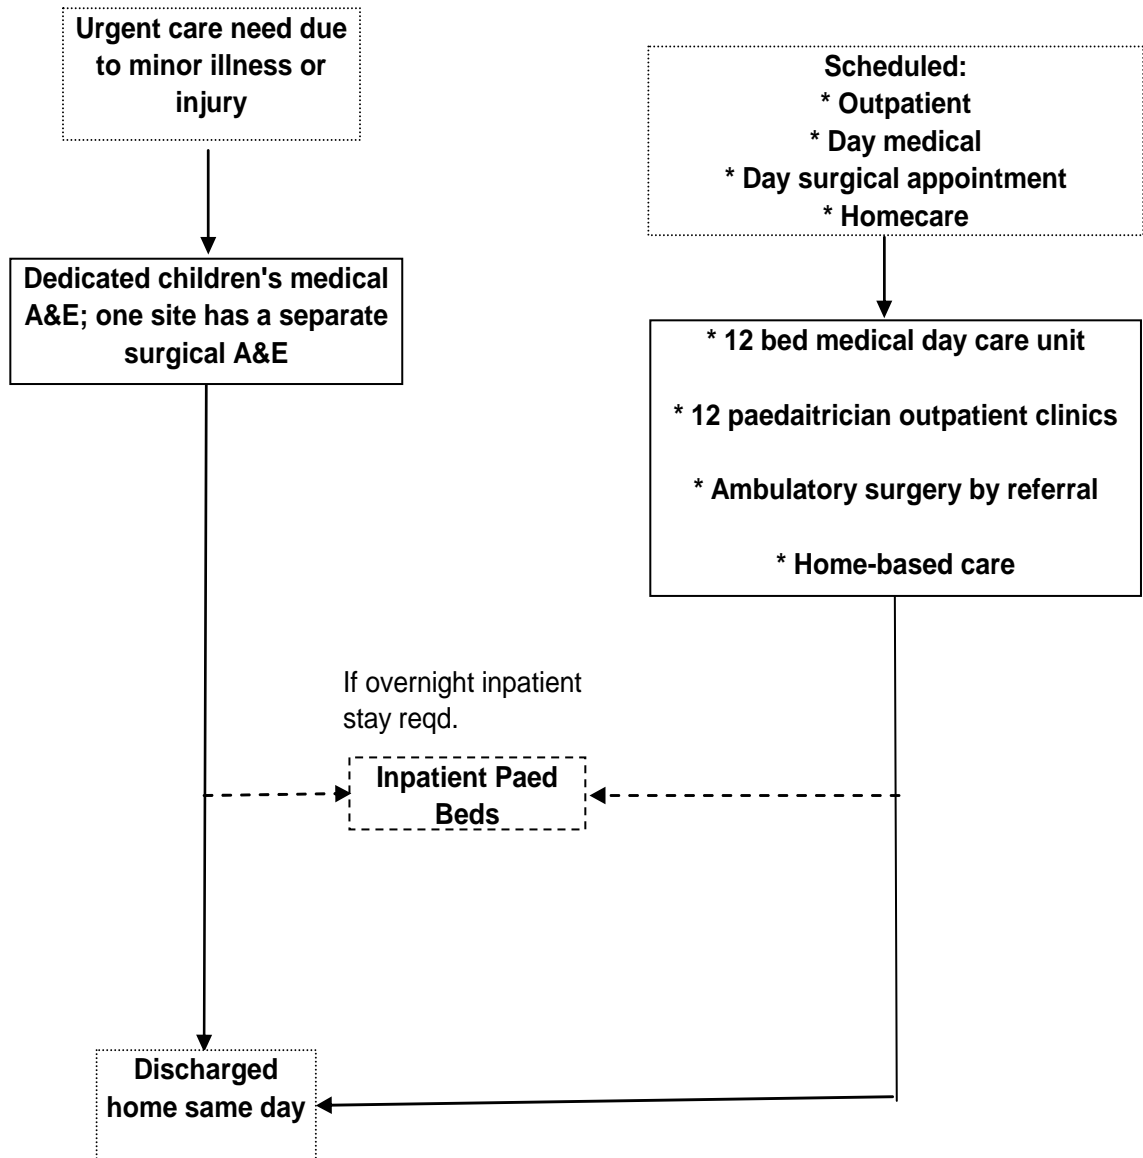 Urgent care need due
to minor illness or
injury
Scheduled:
* Outpatient
* Day medical
* Day surgical appointment
* Homecare
Dedicated children's medical
A&E; one site has a separate
surgical A&E
* 12 bed medical day care unit
* 12 paedaitrician outpatient clinics
* Ambulatory surgery by referral
* Home-based care
If overnight inpatient
stay reqd.
Inpatient Paed
Beds
Discharged
home same day